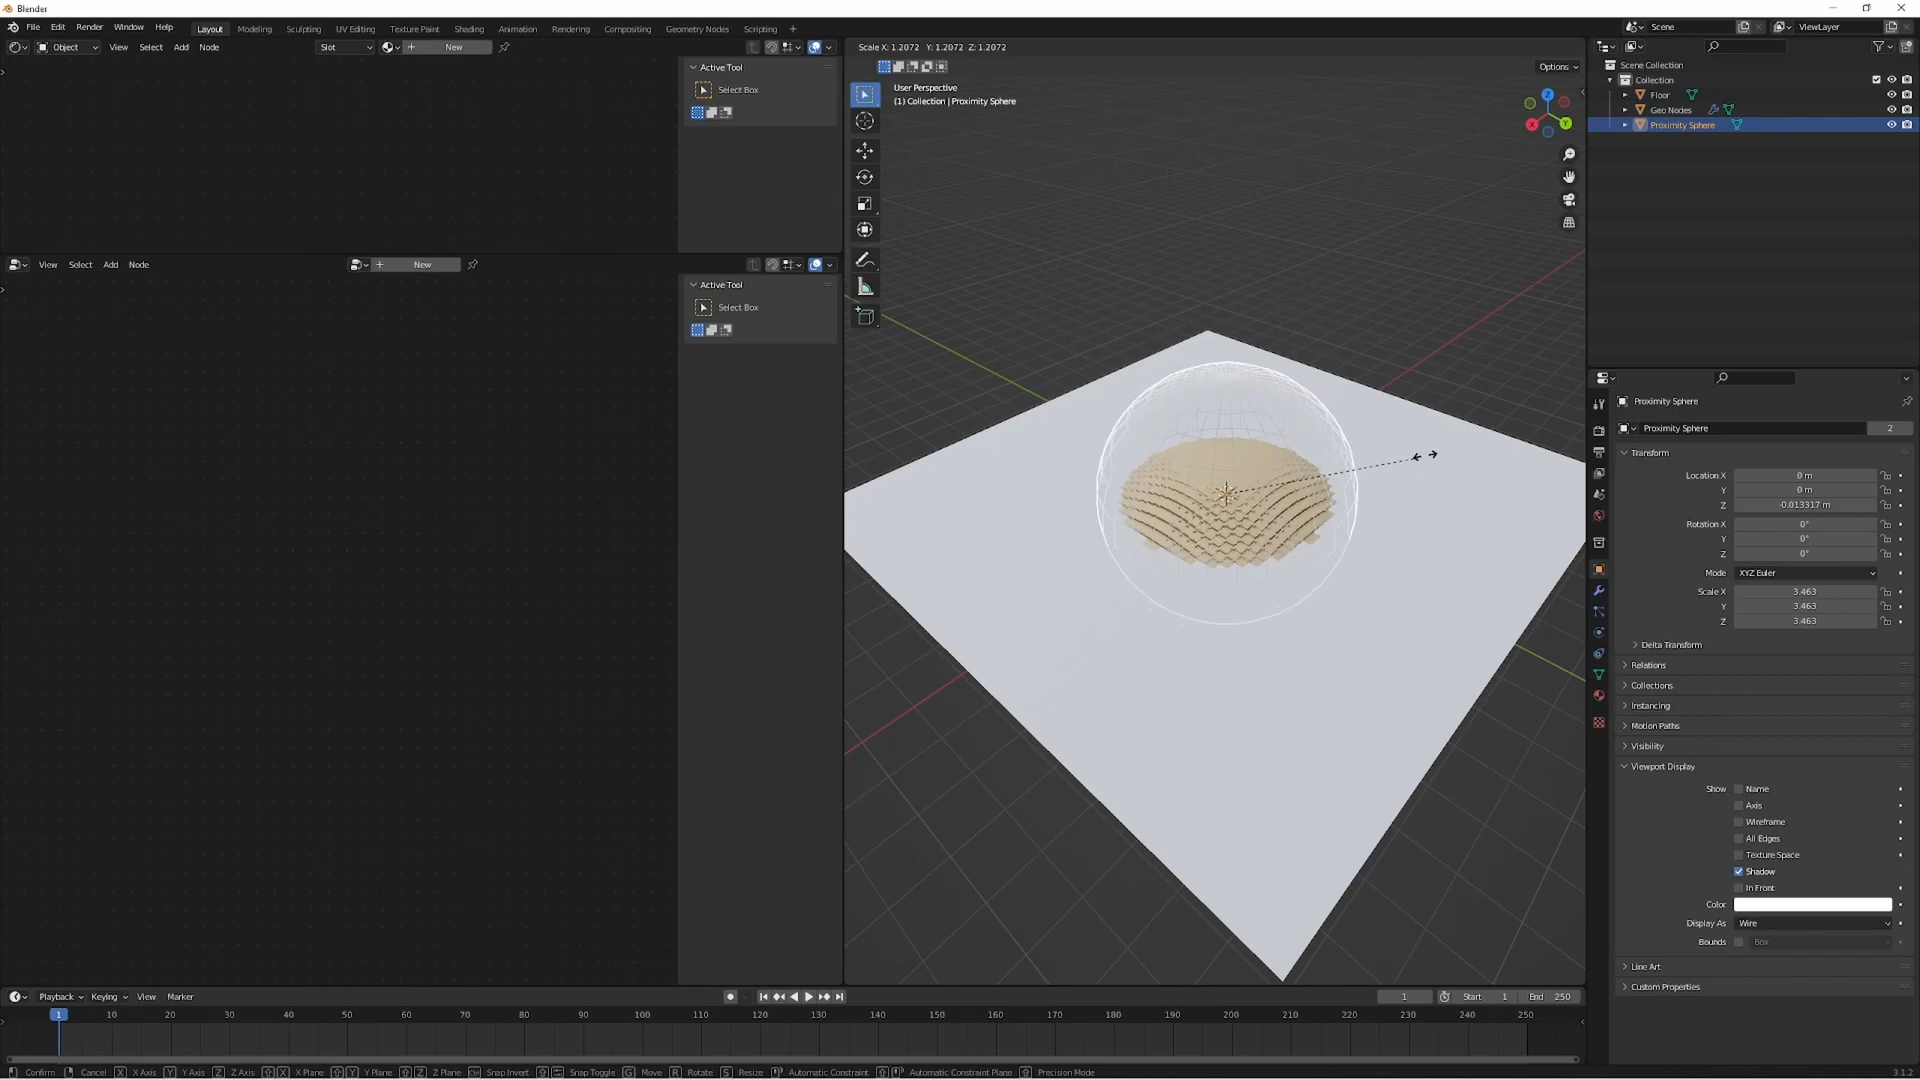 Blender
File Edit Render Window Help Layout Modeling Sculpting UV Editing Texture Paint Shading Animation Rendering Compositing Geometry Nodes Scripting + Scene ViewLayer
Object View Select Add Node Slot + New
Scale X: 1.2072 Y: 1.2072 Z: 1.2072
Active Tool
Select Box
Options
User Perspective
(1) Collection | Proximity Sphere
Z
X
Y
Scene Collection
Collection
Floor
Geo Nodes
Proximity Sphere
View Select Add Node + New
Active Tool
Select Box
Proximity Sphere
Proximity Sphere 2
Transform
Location X 0 m
Y 0 m
Z -0.013317 m
Rotation X 0°
Y 0°
Z 0°
Mode XYZ Euler
Scale X 3.463
Y 3.463
Z 3.463
Delta Transform
Relations
Collections
Instancing
Motion Paths
Visibility
Viewport Display
Show Name
Axis
Wireframe
All Edges
Texture Space
Shadow
In Front
Color
Display As Wire
Bounds Box
Line Art
Custom Properties
Playback Keying View Marker 1 Start 1 End 250
1 10 20 30 40 50 60 70 80 90 100 110 120 130 140 150 160 170 180 190 200 210 220 230 240 250
Confirm Cancel X X Axis Y Y Axis Z Z Axis X X Plane Y Y Plane Z Z Plane Ctrl Snap Invert Snap Toggle G Move R Rotate S Resize Automatic Constraint Automatic Constraint Plane Precision Mode 3.1.2